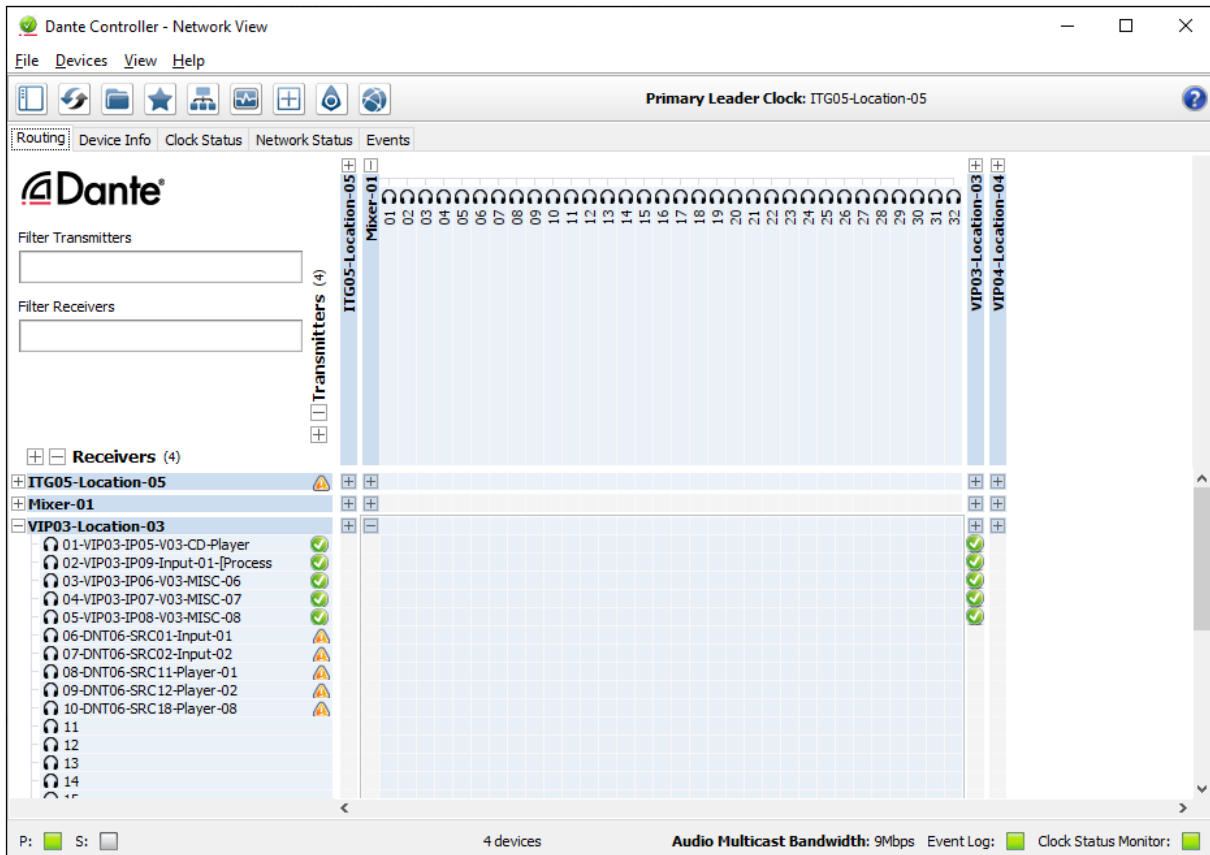 Dante Controller - Network View
File Devices View Help
Primary Leader Clock: ITG05-Location-05
Routing Device Info Clock Status Network Status Events
Dante®
Filter Transmitters
Filter Receivers
Transmitters (4)
ITG05-Location-05
Mixer-01
01 02 03 04 05 06 07 08 09 10 11 12 13 14 15 16 17 18 19 20 21 22 23 24 25 26 27 28 29 30 31 32
VIP03-Location-03
VIP04-Location-04
Receivers (4)
ITG05-Location-05
Mixer-01
VIP03-Location-03
01-VIP03-IP05-V03-CD-Player
02-VIP03-IP09-Input-01-[Process
03-VIP03-IP06-V03-MISC-06
04-VIP03-IP07-V03-MISC-07
05-VIP03-IP08-V03-MISC-08
06-DNT06-SRC01-Input-01
07-DNT06-SRC02-Input-02
08-DNT06-SRC11-Player-01
09-DNT06-SRC12-Player-02
10-DNT06-SRC18-Player-08
11
12
13
14
P: S: 4 devices Audio Multicast Bandwidth: 9Mbps Event Log: Clock Status Monitor: